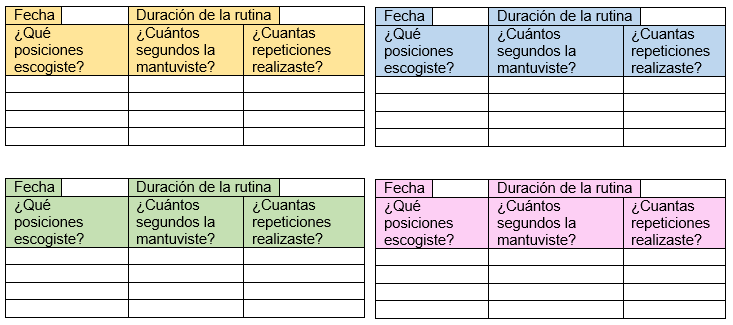 Fecha Duración de la rutina
¿Qué posiciones escogiste? ¿Cuántos segundos la mantuviste? ¿Cuantas repeticiones realizaste?
Fecha Duración de la rutina
¿Qué posiciones escogiste? ¿Cuántos segundos la mantuviste? ¿Cuantas repeticiones realizaste?
Fecha Duración de la rutina
¿Qué posiciones escogiste? ¿Cuántos segundos la mantuviste? ¿Cuantas repeticiones realizaste?
Fecha Duración de la rutina
¿Qué posiciones escogiste? ¿Cuántos segundos la mantuviste? ¿Cuantas repeticiones realizaste?